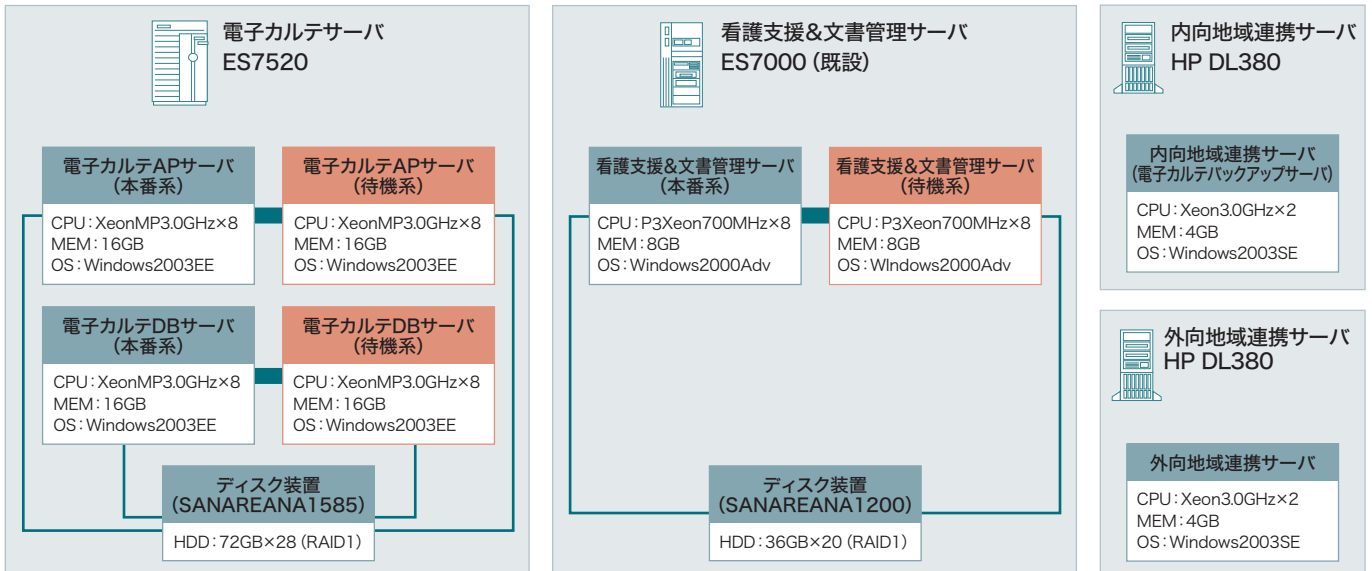 電子カルテサーバ
ES7520
電子カルテAPサーバ
(本番系)
CPU:XeonMP3.0GHz×8
MEM:16GB
OS:Windows2003EE
電子カルテAPサーバ
(待機系)
CPU:XeonMP3.0GHz×8
MEM:16GB
OS:Windows2003EE
電子カルテDBサーバ
(本番系)
CPU:XeonMP3.0GHz×8
MEM:16GB
OS:Windows2003EE
電子カルテDBサーバ
(待機系)
CPU:XeonMP3.0GHz×8
MEM:16GB
OS:Windows2003EE
ディスク装置
(SANAREANA1585)
HDD:72GB×28(RAID1)
看護支援&文書管理サーバ
ES7000(既設)
看護支援&文書管理サーバ
(本番系)
CPU:P3Xeon700MHz×8
MEM:8GB
OS:Windows2000Adv
看護支援&文書管理サーバ
(待機系)
CPU:P3Xeon700MHz×8
MEM:8GB
OS:WIndows2000Adv
ディスク装置
(SANAREANA1200)
HDD:36GB×20(RAID1)
内向地域連携サーバ
HP DL380
内向地域連携サーバ
(電子カルテバックアップサーバ)
CPU:Xeon3.0GHz×2
MEM:4GB
OS:Windows2003SE
外向地域連携サーバ
HP DL380
外向地域連携サーバ
CPU:Xeon3.0GHz×2
MEM:4GB
OS:Windows2003SE